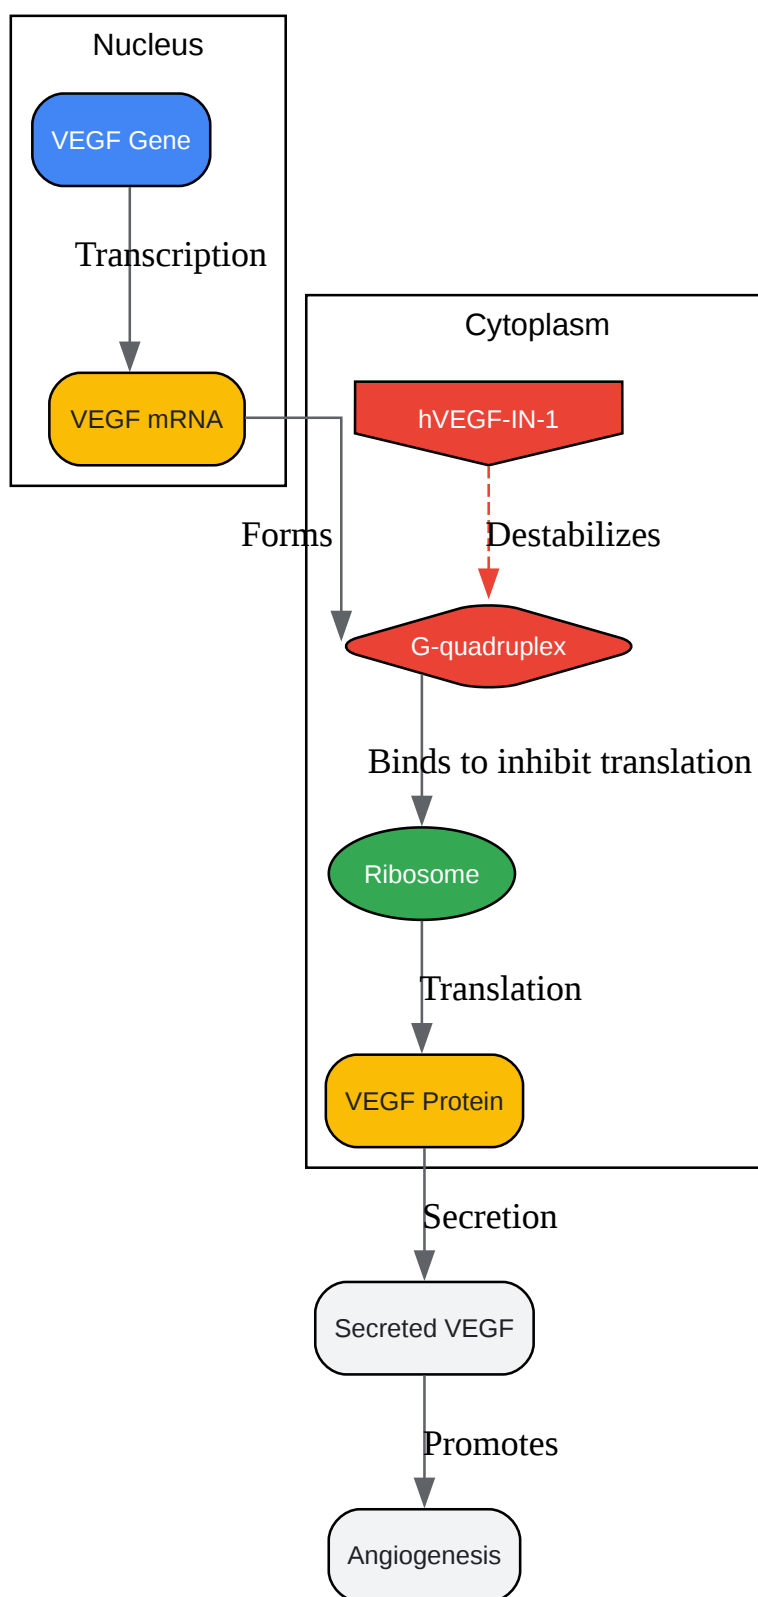 Nucleus
VEGF Gene
Transcription
VEGF mRNA
Cytoplasm
hVEGF-IN-1
Forms
Destabilizes
G-quadruplex
Binds to inhibit translation
Ribosome
Translation
VEGF Protein
Secretion
Secreted VEGF
Promotes
Angiogenesis